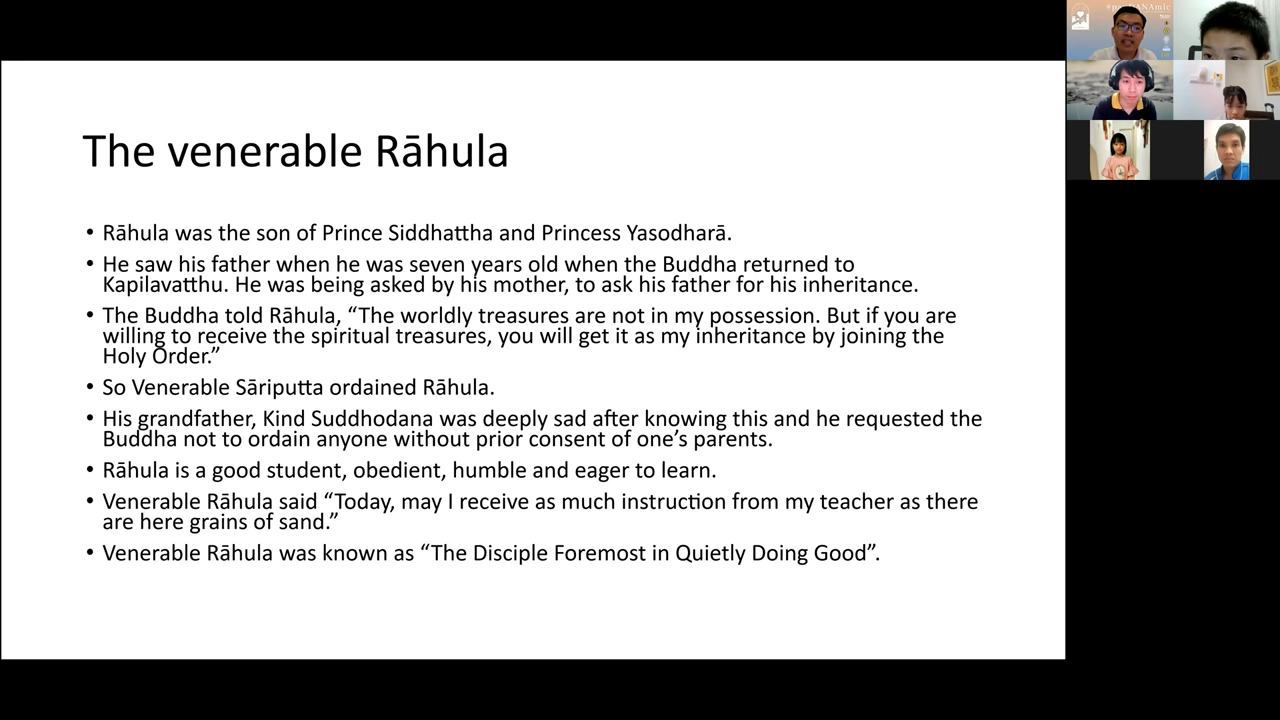 The venerable Rāhula
• Rāhula was the son of Prince Siddhattha and Princess Yasodharā.
• He saw his father when he was seven years old when the Buddha returned to
Kapilavatthu. He was being asked by his mother, to ask his father for his inheritance.
• The Buddha told Rāhula, “The worldly treasures are not in my possession. But if you are
willing to receive the spiritual treasures, you will get it as my inheritance by joining the
Holy Order.”
• So Venerable Sāriputta ordained Rāhula.
• His grandfather, Kind Suddhodana was deeply sad after knowing this and he requested the
Buddha not to ordain anyone without prior consent of one’s parents.
• Rāhula is a good student, obedient, humble and eager to learn.
• Venerable Rāhula said “Today, may I receive as much instruction from my teacher as there
are here grains of sand.”
• Venerable Rāhula was known as “The Disciple Foremost in Quietly Doing Good”.